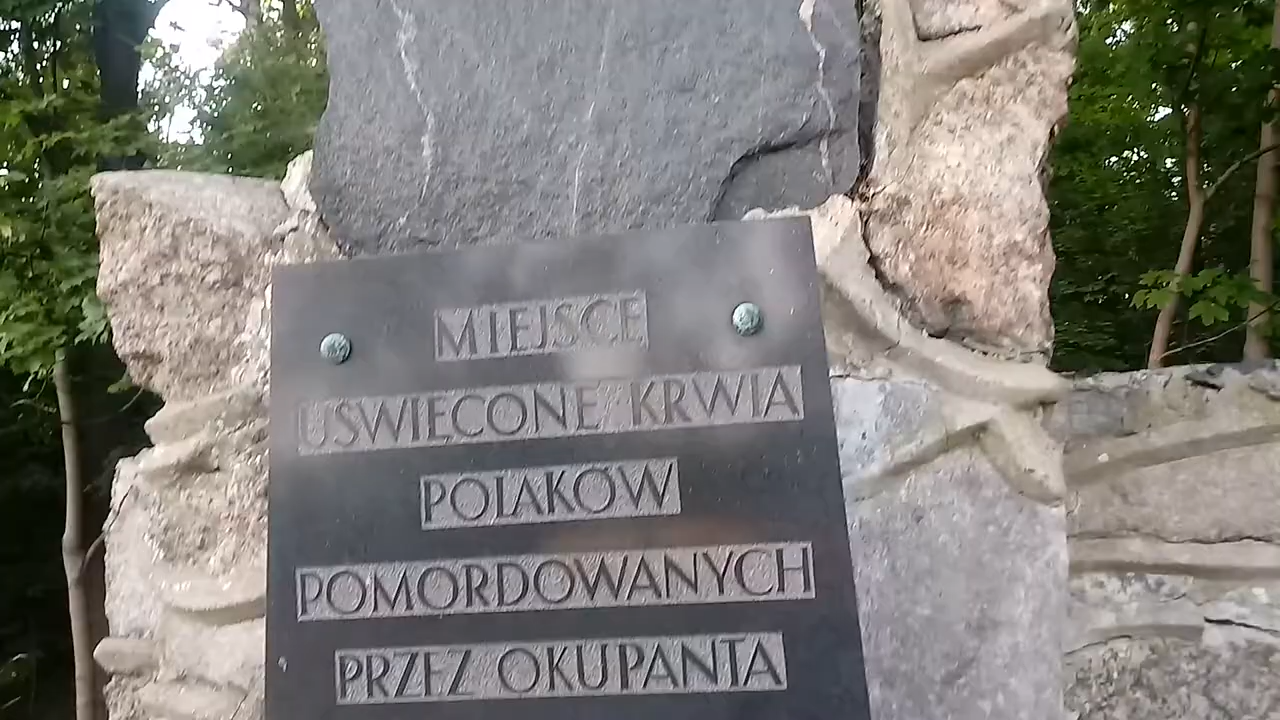 MIEJSCE
UŚWIĘCONE KRWIĄ
POLAKÓW
POMORDOWANYCH
PRZEZ OKUPANTA